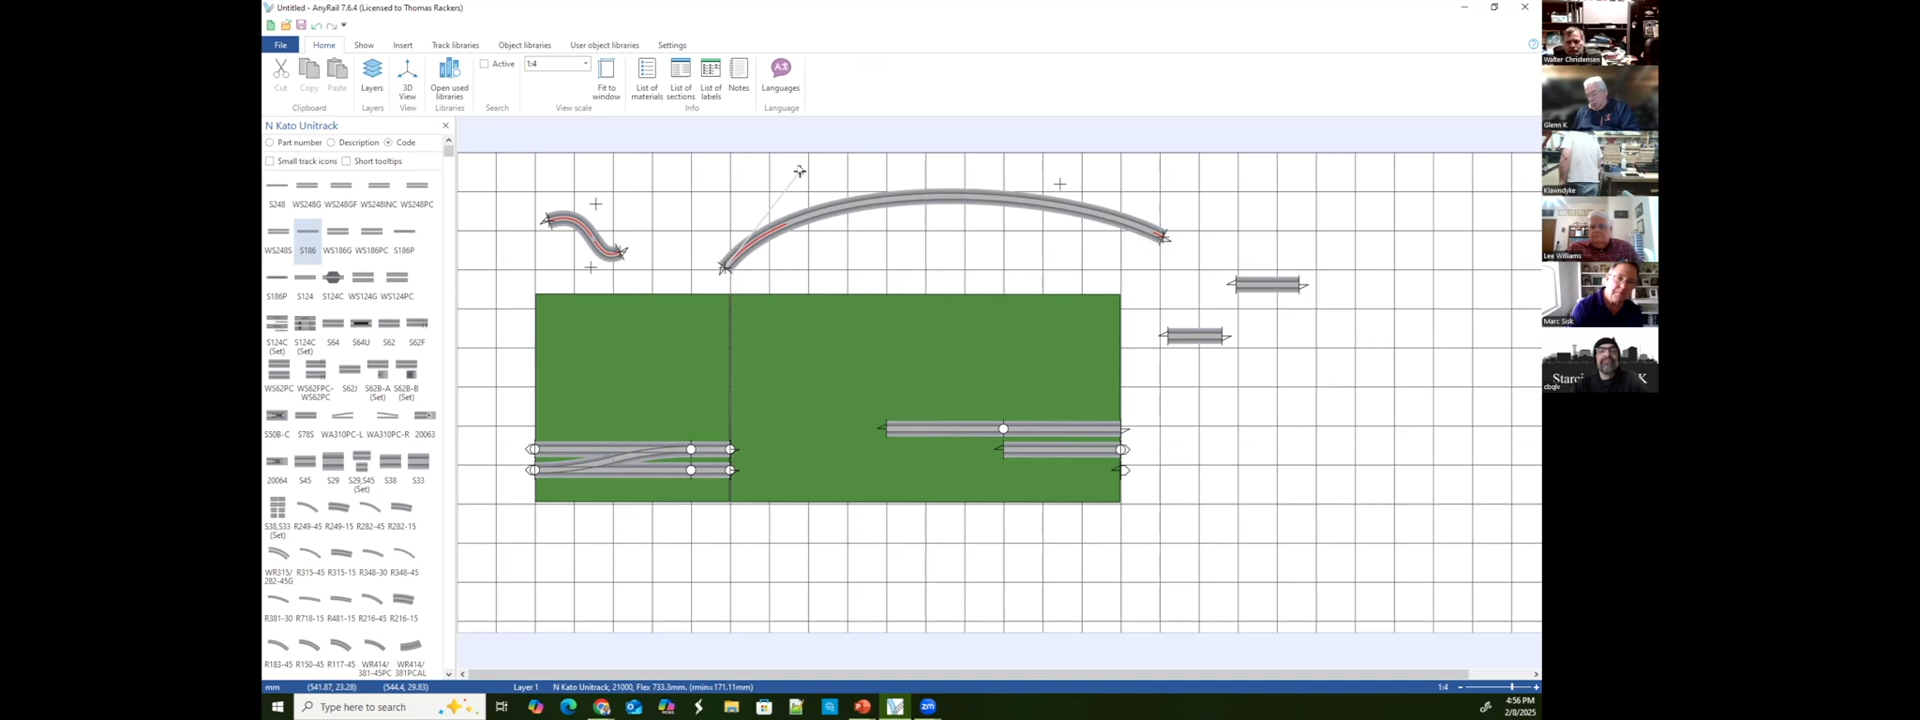 Untitled - AnyRail 7.6.4 (Licensed to Thomas Rackers)
File Home Show Insert Track libraries Object libraries User object libraries Settings
Active 1:4
Cut Copy Paste Layers 3D View Open used libraries Fit to window List of materials List of sections List of labels Notes Languages
Clipboard Layers View Libraries Search View scale Info Language
N Kato Unitrack
Part number Description Code
Small track icons Short tooltips
S248 WS248G WS248GF WS248INC WS248PC
WS248S S186 WS186G WS186PC S186P
S186P S124 S124C WS124G WS124PC
S124C (Set) S124C (Set) S64 S64U S62 S62F
WS62PC WS62FPC-WS62PC S62J S62B-A (Set) S62B-B (Set)
S50B-C S78S WA310PC-L WA310PC-R 20063
20064 S45 S29 S29,S45 (Set) S38 S33
S38,S33 (Set) R249-45 R249-15 R282-45 R282-15
WR315/282-45G R315-45 R315-15 R348-30 R348-45
R381-30 R718-15 R481-15 R216-45 R216-15
R183-45 R150-45 R117-45 WR414/381-45PC WR414/381PCAL
mm (541.87, 23.28) (544.4, 29.83) Layer 1 N Kato Unitrack, 21000, Flex 733.3mm. (rmin=171.11mm) 1:4
Type here to search
zm
4:56 PM
2/8/2025
Walter Christensen
Glenn K
Klawndyke
Lee Williams
Marc Sisk
cbqlv